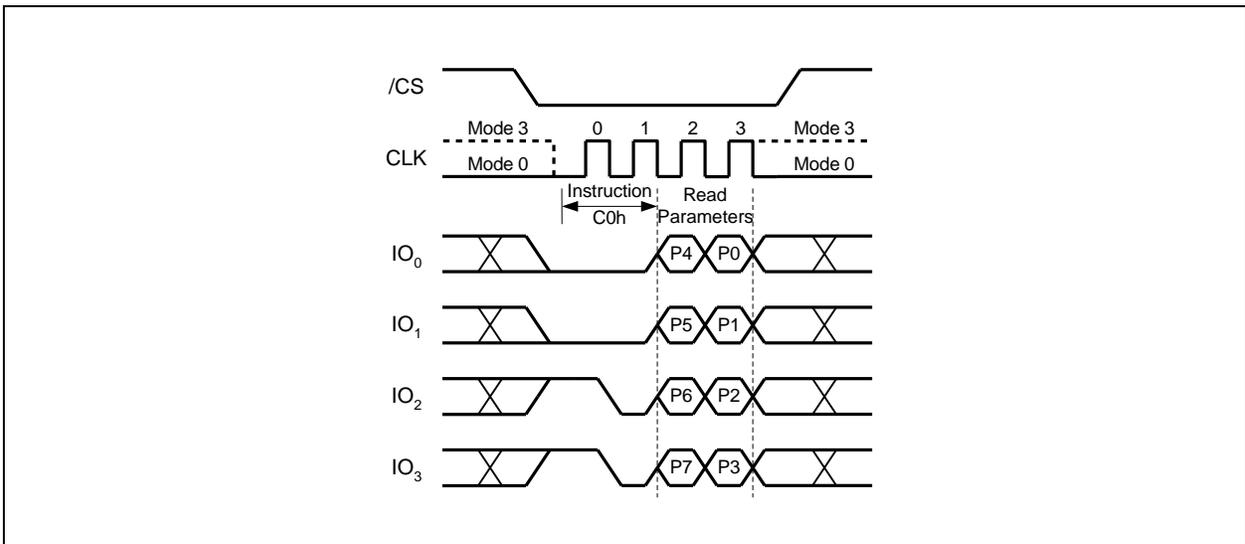 /CS
Mode 3 0 1 2 3 Mode 3
CLK
Mode 0 Mode 0
Instruction Read
C0h Parameters
IO0 P4 P0
IO1 P5 P1
IO2 P6 P2
IO3 P7 P3